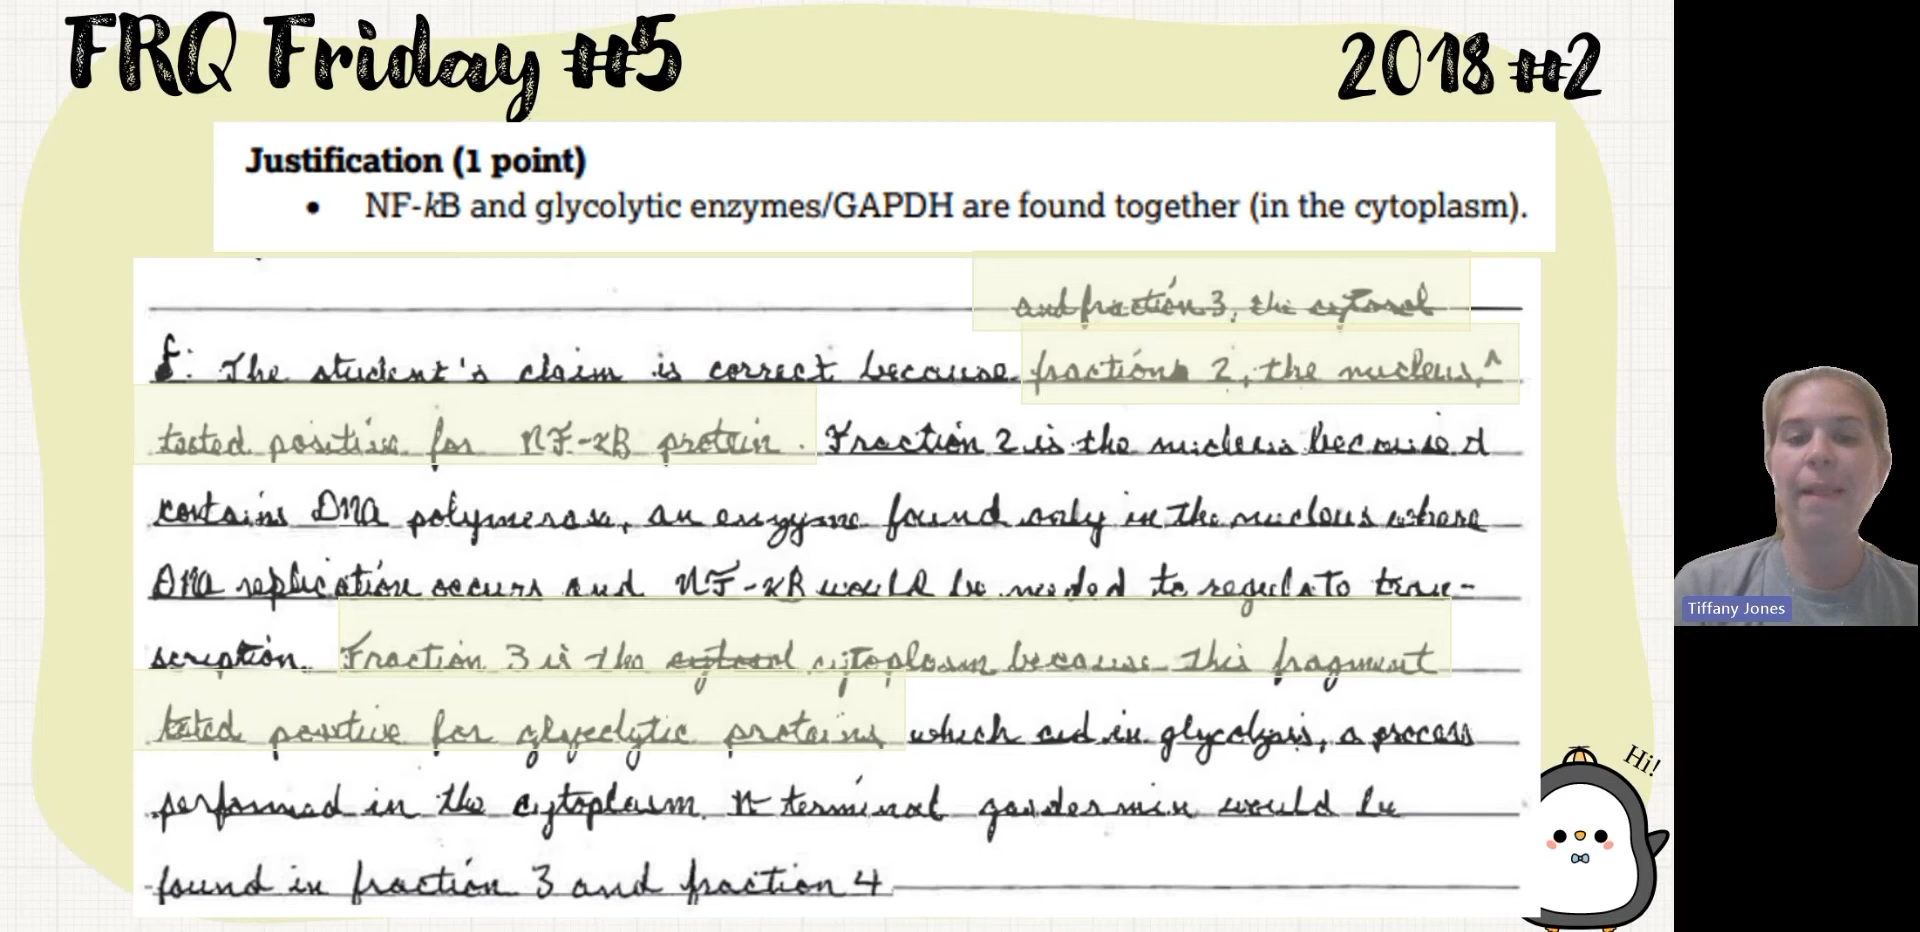 FRQ Friday #5
2018 #2
Justification (1 point)
• NF-kB and glycolytic enzymes/GAPDH are found together (in the cytoplasm).
and fraction 3, the cytosol
f. The student's claim is correct because fraction 2, the nucleus, ^
tested positive for NF-κB protein. Fraction 2 is the nucleus because it
contains DNA polymerase, an enzyme found only in the nucleus where
DNA replication occurs and NF-κB would be needed to regulate tran-
scription. Fraction 3 is the cytosol cytoplasm because this fragment
tested positive for glycolytic proteins which aid in glycolysis, a process
performed in the cytoplasm. N-terminal gasdermin would be
found in fraction 3 and fraction 4
Hi!
Tiffany Jones